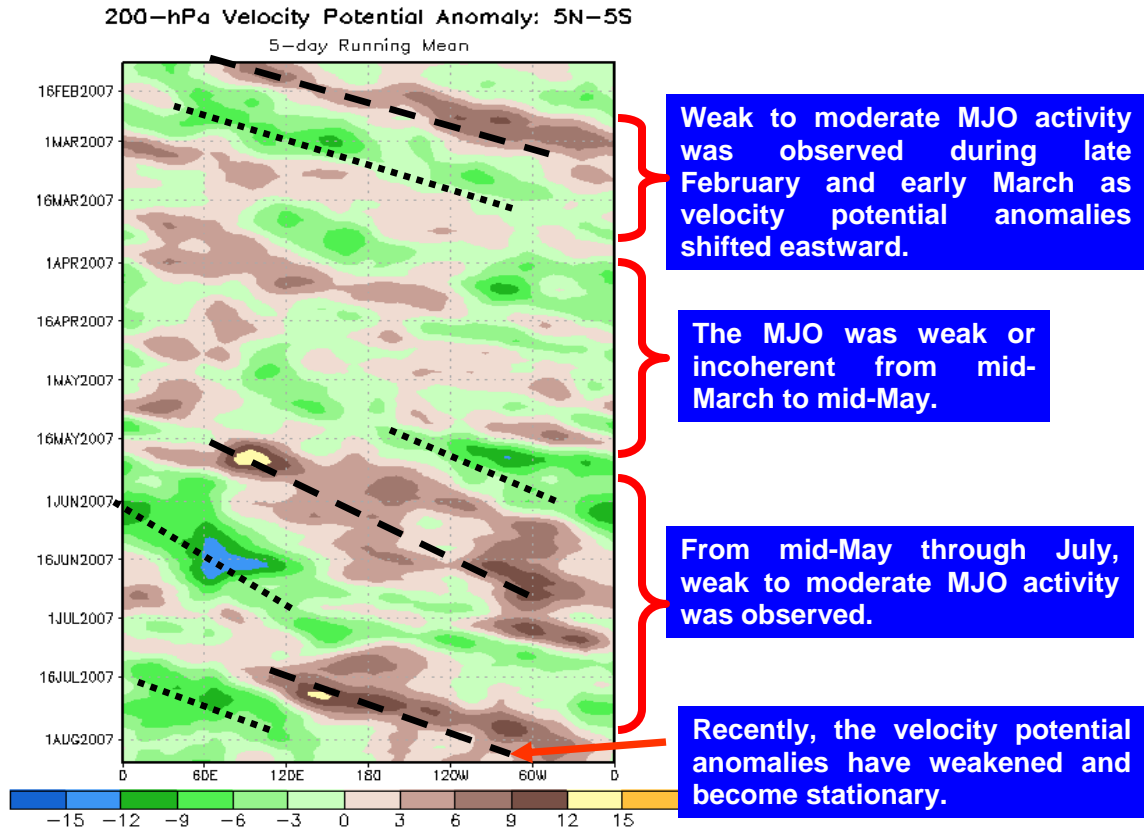 200-hPa Velocity Potential Anomaly: 5N-5S
5-day Running Mean
16FEB2007
1MAR2007
16MAR2007
1APR2007
16APR2007
1MAY2007
16MAY2007
1JUN2007
16JUN2007
1JUL2007
16JUL2007
1AUG2007
0 60E 120E 180 120W 60W 0
-15 -12 -9 -6 -3 0 3 6 9 12 15
Weak to moderate MJO activity
was observed during late
February and early March as
velocity potential anomalies
shifted eastward.
The MJO was weak or
incoherent from mid-
March to mid-May.
From mid-May through July,
weak to moderate MJO activity
was observed.
Recently, the velocity potential
anomalies have weakened and
become stationary.